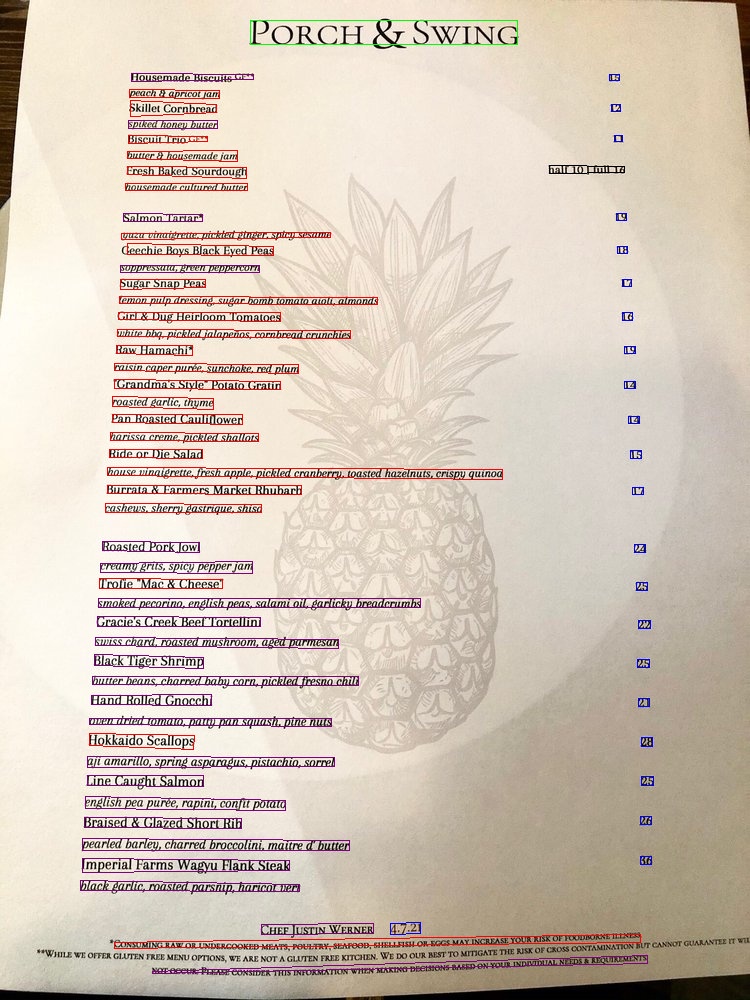 PORCH & SWING
Housemade Biscuits GF** 15
peach & apricot jam
Skillet Cornbread 12
spiked honey butter
Biscuit Trio GF** 11
butter & housemade jam
Fresh Baked Sourdough half 10 | full 16
housemade cultured butter
Salmon Tartar* 19
yuzu vinaigrette, pickled ginger, spicy sesame
Geechie Boys Black Eyed Peas 18
soppressata, green peppercorn
Sugar Snap Peas 17
lemon pulp dressing, sugar bomb tomato aioli, almonds
Girl & Dug Heirloom Tomatoes 16
white bbq, pickled jalapeños, cornbread crunchies
Raw Hamachi* 19
raisin caper purée, sunchoke, red plum
"Grandma's Style" Potato Gratin 14
roasted garlic, thyme
Pan Roasted Cauliflower 14
harissa creme, pickled shallots
Ride or Die Salad 15
house vinaigrette, fresh apple, pickled cranberry, toasted hazelnuts, crispy quinoa
Burrata & Farmers Market Rhubarb 17
cashews, sherry gastrique, shiso
Roasted Pork Jowl 24
creamy grits, spicy pepper jam
Trofie "Mac & Cheese" 25
smoked pecorino, english peas, salami oil, garlicky breadcrumbs
Gracie's Creek Beef Tortellini 22
swiss chard, roasted mushroom, aged parmesan
Black Tiger Shrimp 25
butter beans, charred baby corn, pickled fresno chili
Hand Rolled Gnocchi 21
oven dried tomato, patty pan squash, pine nuts
Hokkaido Scallops 28
aji amarillo, spring asparagus, pistachio, sorrel
Line Caught Salmon 25
english pea purée, rapini, confit potato
Braised & Glazed Short Rib 26
pearled barley, charred broccolini, maitre d' butter
Imperial Farms Wagyu Flank Steak 36
black garlic, roasted parsnip, haricot vert
CHEF JUSTIN WERNER 4.7.21
*CONSUMING RAW OR UNDERCOOKED MEATS, POULTRY, SEAFOOD, SHELLFISH OR EGGS MAY INCREASE YOUR RISK OF FOODBORNE ILLNESS
**WHILE WE OFFER GLUTEN FREE MENU OPTIONS, WE ARE NOT A GLUTEN FREE KITCHEN. WE DO OUR BEST TO MITIGATE THE RISK OF CROSS CONTAMINATION BUT CANNOT GUARANTEE IT
NOT OCCUR. PLEASE CONSIDER THIS INFORMATION WHEN MAKING DECISIONS BASED ON YOUR INDIVIDUAL NEEDS & REQUIREMENTS